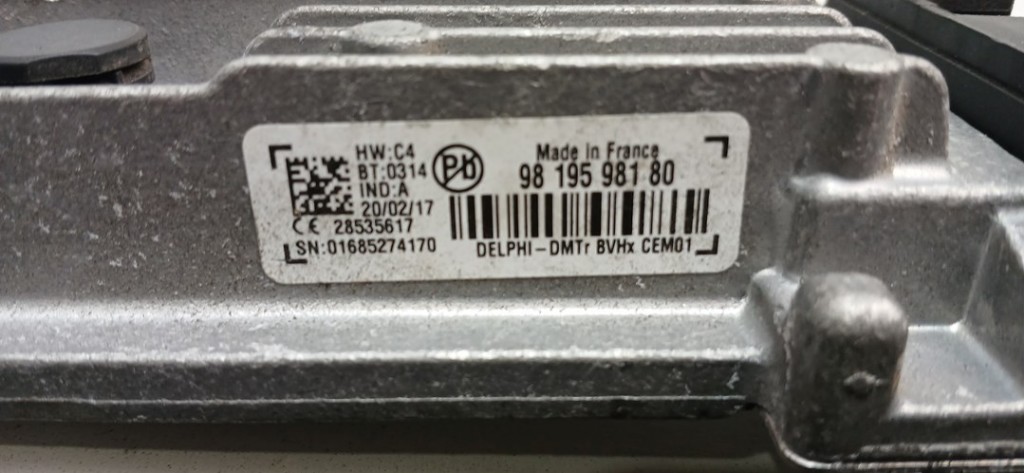 HW:C4
BT:0314
IND:A
20/02/17
CE 28535617
SN:01685274170
Pb
Made in France
98 195 981 80
DELPHI-DMTr BVHx CEM01